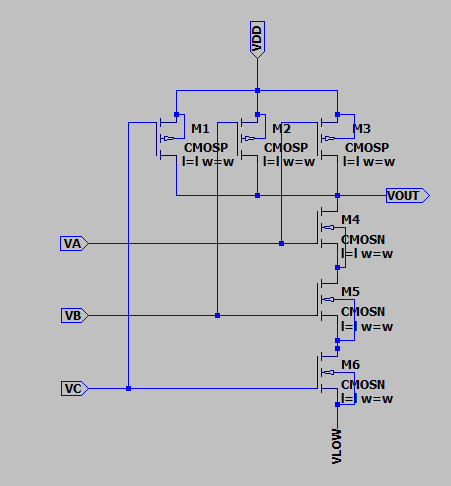 VDD
M1
M2
M3
CMOSP
CMOSP
CMOSP
l=l w=w
l=l w=w
l=l w=w
VOUT
M4
VA
CMOSN
l=l w=w
M5
VB
CMOSN
l=l w=w
M6
VC
CMOSN
l=l w=w
VLOW